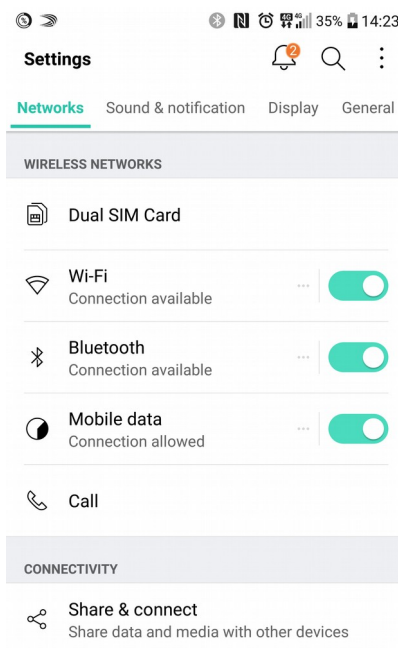 35% 14:23
Settings
2
Networks Sound & notification Display General
WIRELESS NETWORKS
Dual SIM Card
Wi-Fi
Connection available
Bluetooth
Connection available
Mobile data
Connection allowed
Call
CONNECTIVITY
Share & connect
Share data and media with other devices